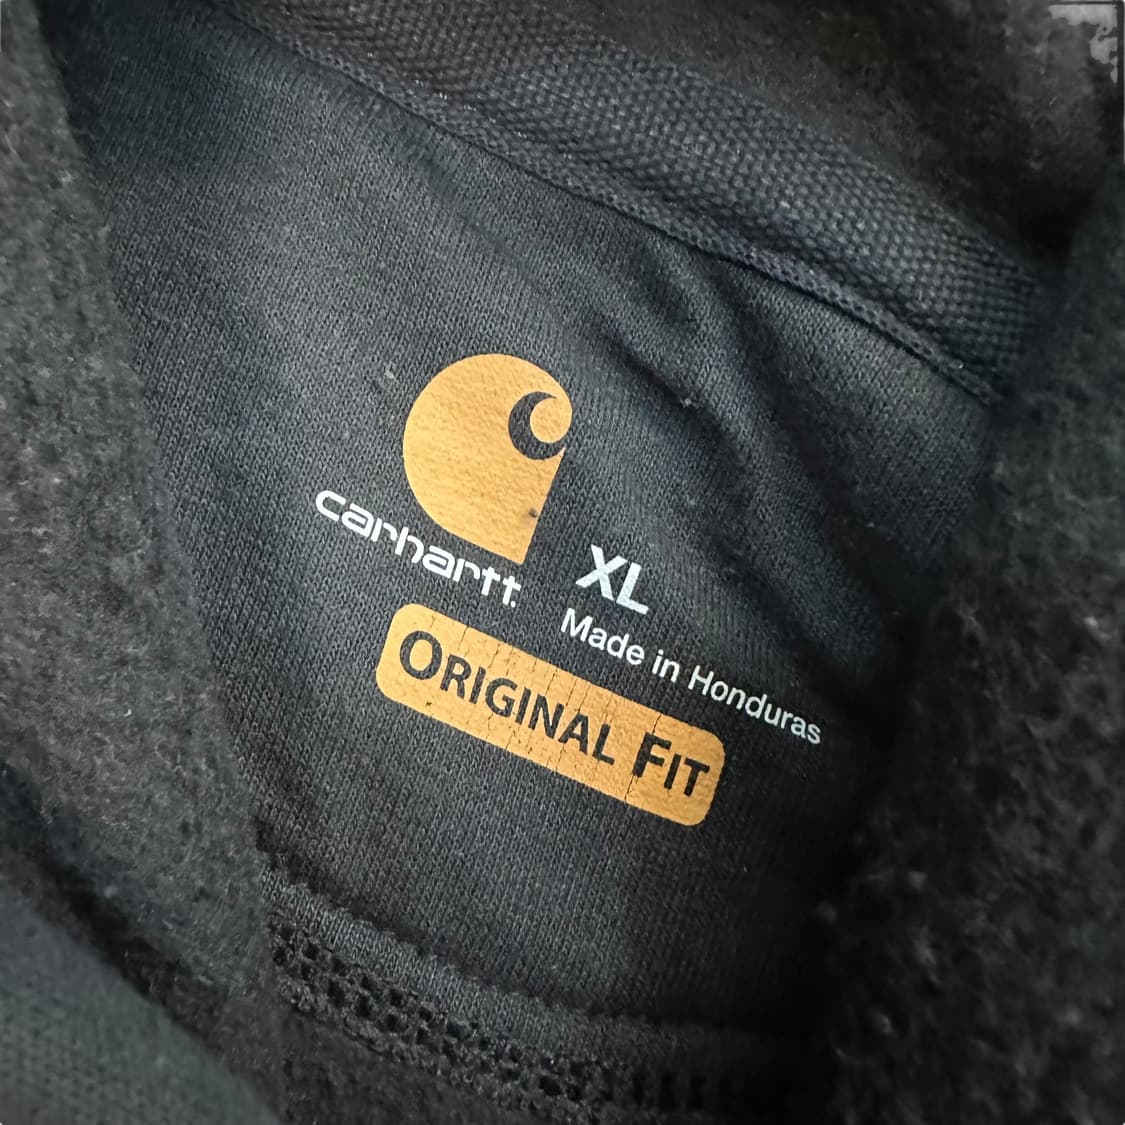 carhartt
XL
Made in Honduras
ORIGINAL FIT